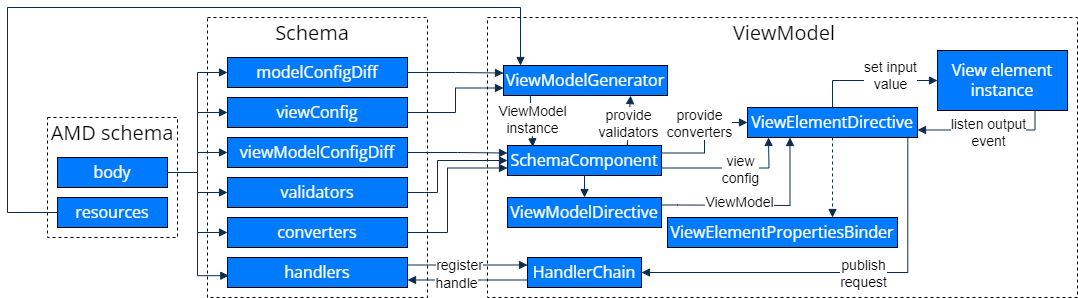 Schema
ViewModel
AMD schema
body
resources
modelConfigDiff
viewConfig
viewModelConfigDiff
validators
converters
handlers
ViewModelGenerator
ViewModel
instance
provide
validators
provide
converters
SchemaComponent
view
config
ViewModelDirective
ViewModel
ViewElementDirective
set input
value
View element
instance
listen output
event
ViewElementPropertiesBinder
register
handle
HandlerChain
publish
request